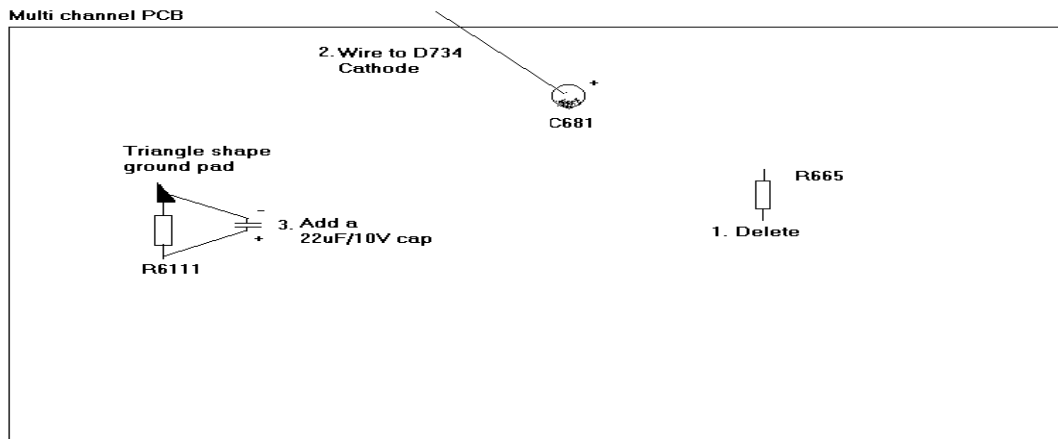 Multi channel PCB
2. Wire to D734
Cathode
+
C681
Triangle shape
ground pad
R665
-
3. Add a
22uF/10V cap
+
1. Delete
R6111